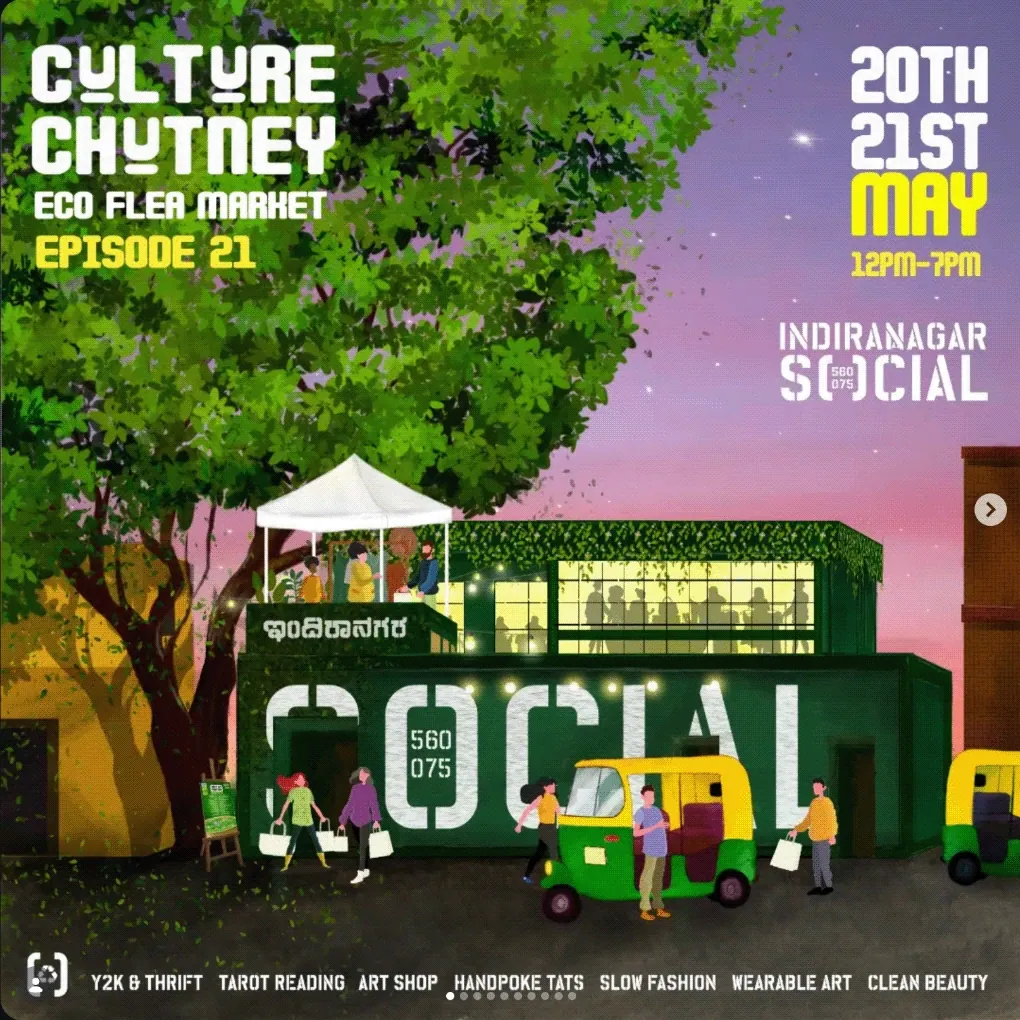 CULTURE
CHUTNEY
ECO FLEA MARKET
EPISODE 21
20TH
21ST
MAY
12PM-7PM
INDIRANAGAR
SOCIAL
560
075
ಇಂದಿರಾನಗರ
SOCIAL
560
075
Y2K & THRIFT TAROT READING ART SHOP HANDPOKE TATS SLOW FASHION WEARABLE ART CLEAN BEAUTY